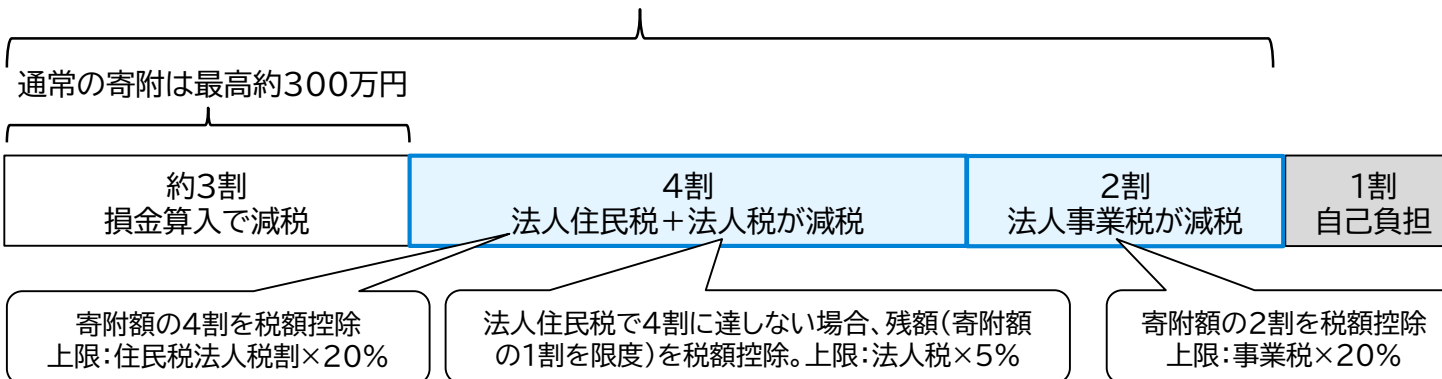 通常の寄附は最高約300万円
約3割
損金算入で減税
4割
法人住民税＋法人税が減税
2割
法人事業税が減税
1割
自己負担
寄附額の4割を税額控除
上限：住民税法人税割×20%
法人住民税で4割に達しない場合、残額（寄附額
の1割を限度）を税額控除。上限：法人税×5%
寄附額の2割を税額控除
上限：事業税×20%